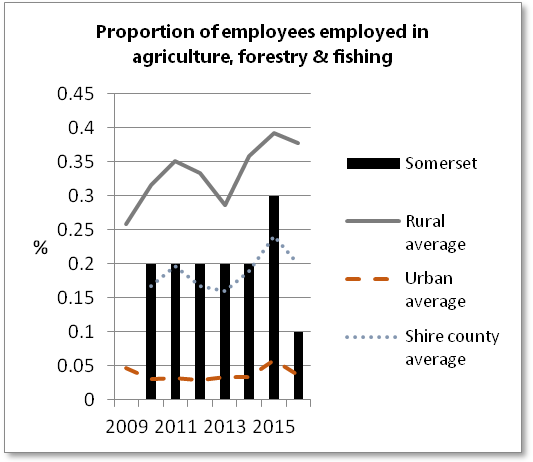 Proportion of employees employed in
agriculture, forestry & fishing
0.45
0.4
0.35
0.3
0.25
0.2
0.15
0.1
0.05
0
%
2009 2011 2013 2015
Somerset
Rural
average
Urban
average
Shire county
average